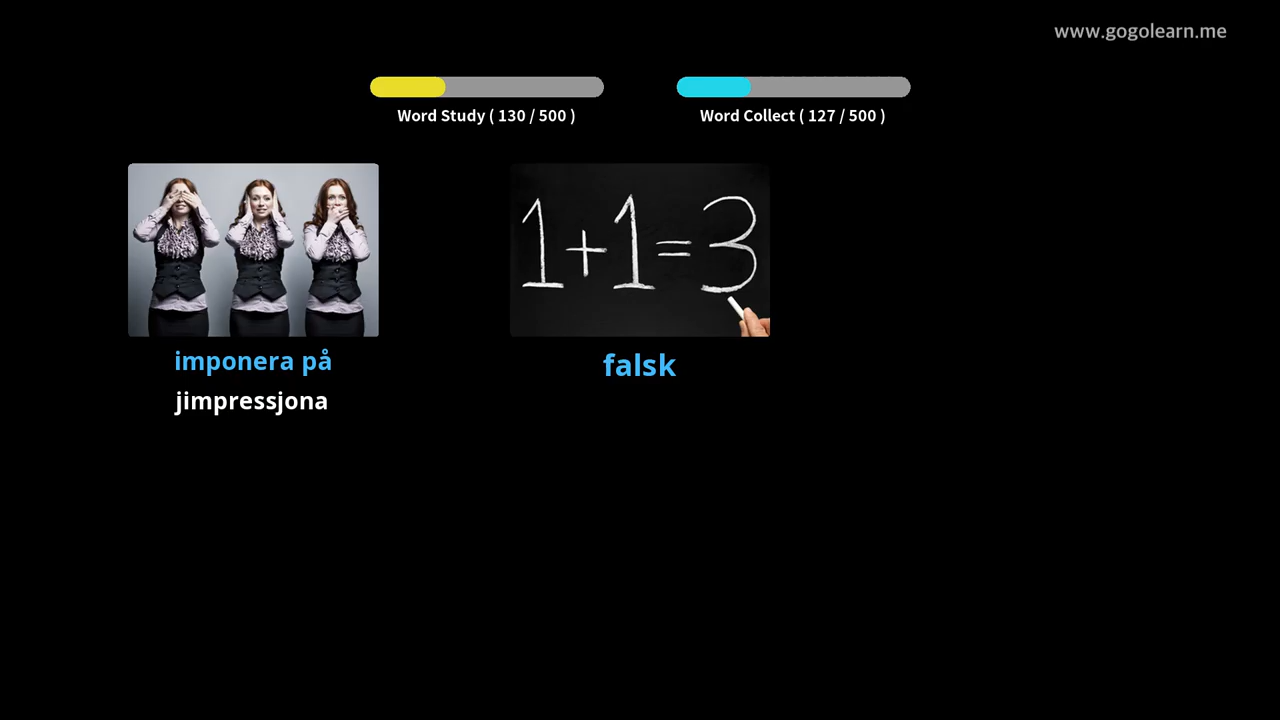 www.gogolearn.me
Word Study ( 130 / 500 )
Word Collect ( 127 / 500 )
1+1=3
imponera på
falsk
jimpressjona